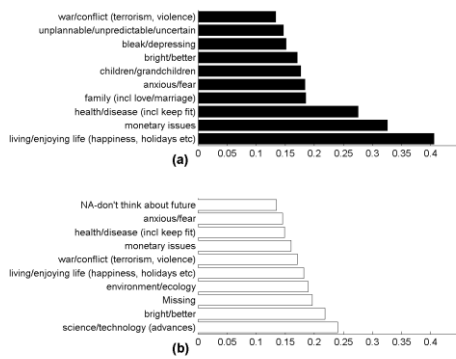 war/conflict (terrorism, violence)
unplannable/unpredictable/uncertain
bleak/depressing
bright/better
children/grandchildren
anxious/fear
family (incl love/marriage)
health/disease (incl keep fit)
monetary issues
living/enjoying life (happiness, holidays etc)
0 0.05 0.1 0.15 0.2 0.25 0.3 0.35 0.4
(a)
NA-don't think about future
anxious/fear
health/disease (incl keep fit)
monetary issues
war/conflict (terrorism, violence)
living/enjoying life (happiness, holidays etc)
environment/ecology
Missing
bright/better
science/technology (advances)
0 0.05 0.1 0.15 0.2 0.25 0.3 0.35 0.4
(b)